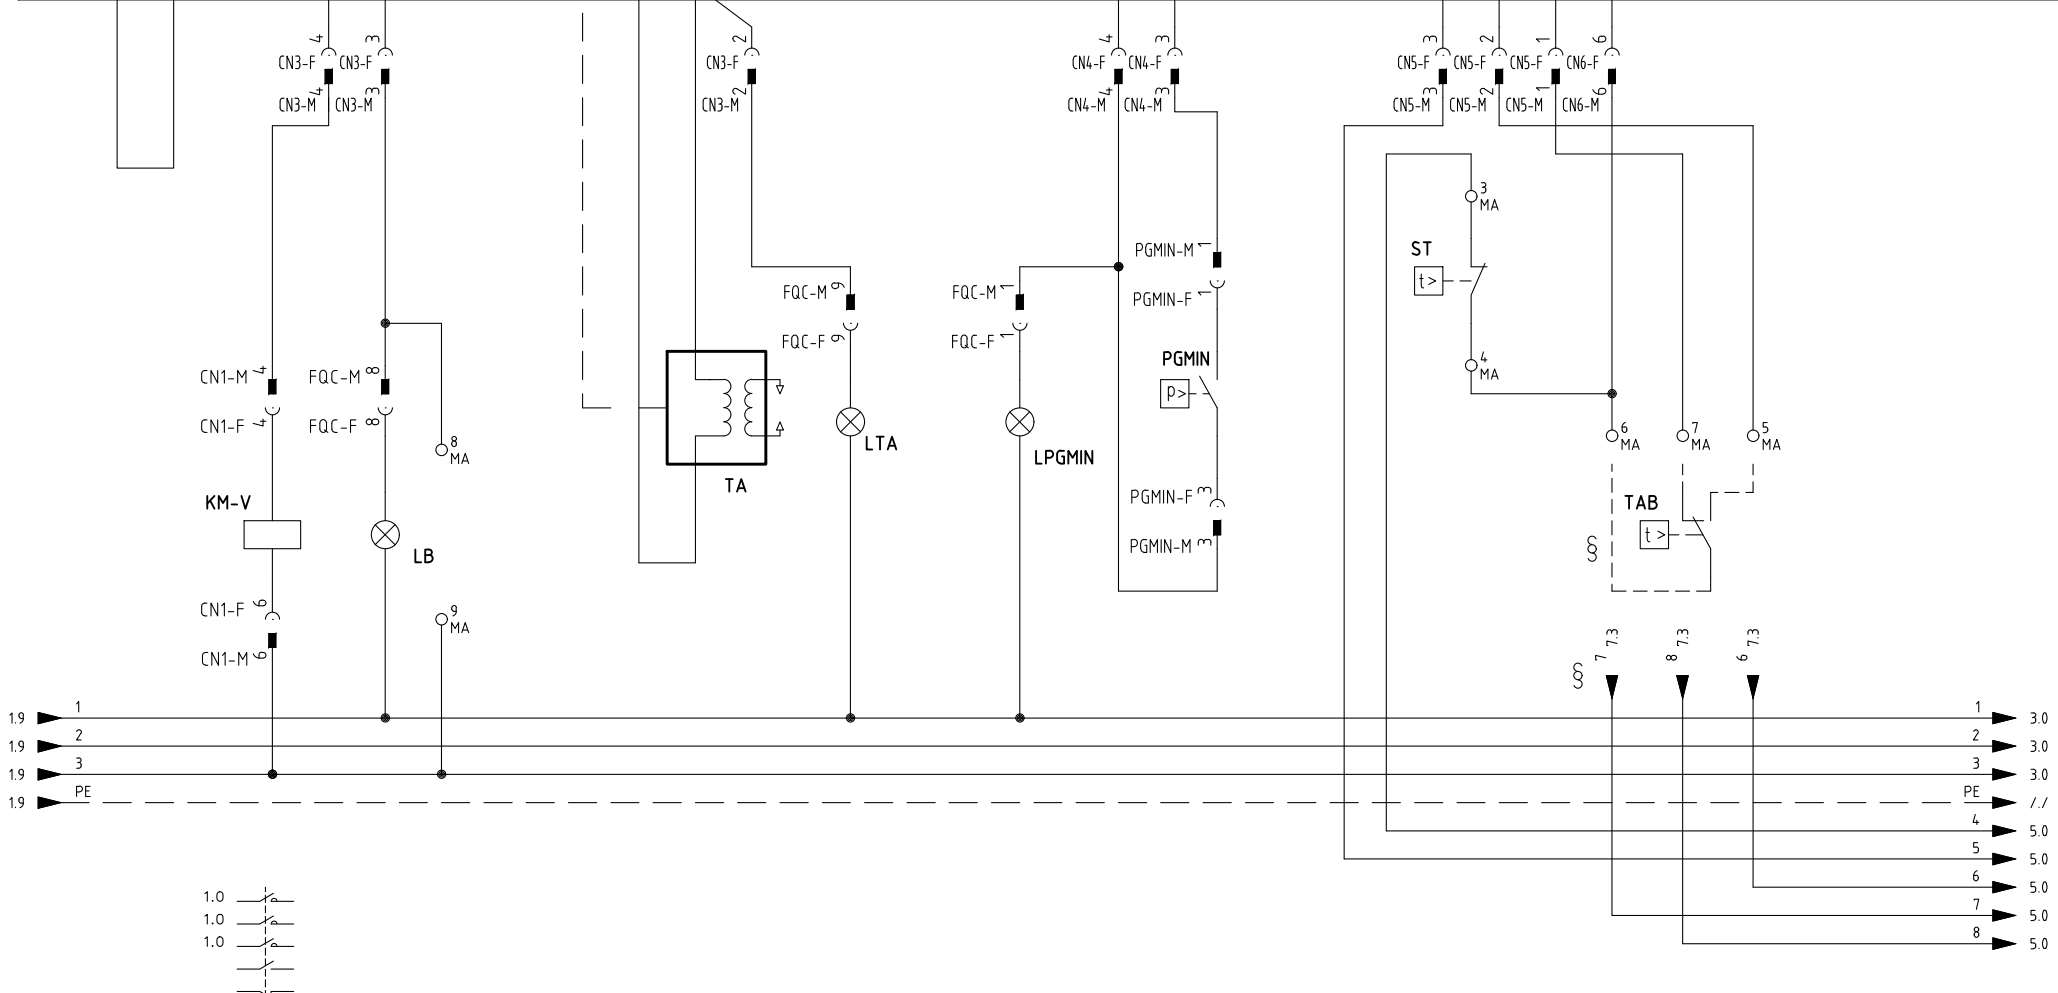 4 3 2 4 3 3 2 1 6
CN3-F CN3-F CN3-F CN4-F CN4-F CN5-F CN5-F CN5-F CN6-F
4 3 2 4 3 3 2 1 6
CN3-M CN3-M CN3-M CN4-M CN4-M CN5-M CN5-M CN5-M CN6-M
3
MA
PGMIN-M 1
ST
t>
FQC-M 9 FQC-M 1 PGMIN-F 1
FQC-F 9 FQC-F 1
PGMIN
4
MA
CN1-M 4 FQC-M 8
p>
CN1-F 4 FQC-F 8
6 7 5
MA MA MA
8
MA
LTA LPGMIN
TA
KM-V
PGMIN-F 3
TAB
t>
§
LB
PGMIN-M 3
CN1-F 6
9
MA
7.3 7.3 7.3
7 8 6
§
CN1-M 6
1.9 1 1 3.0
1.9 2 2 3.0
1.9 3 3 3.0
1.9 PE PE /./
4 5.0
5 5.0
6 5.0
7 5.0
8 5.0
1.0
1.0
1.0